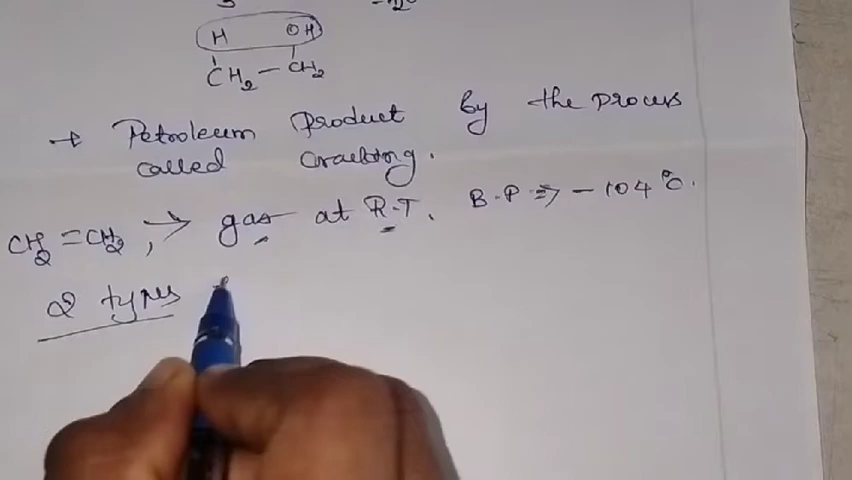 H OH
CH2 - CH2
→ Petroleum Product by the process
called Cracking.
CH2 = CH2, → gas at R.T. B.P ⇒ - 104°C.
2 types